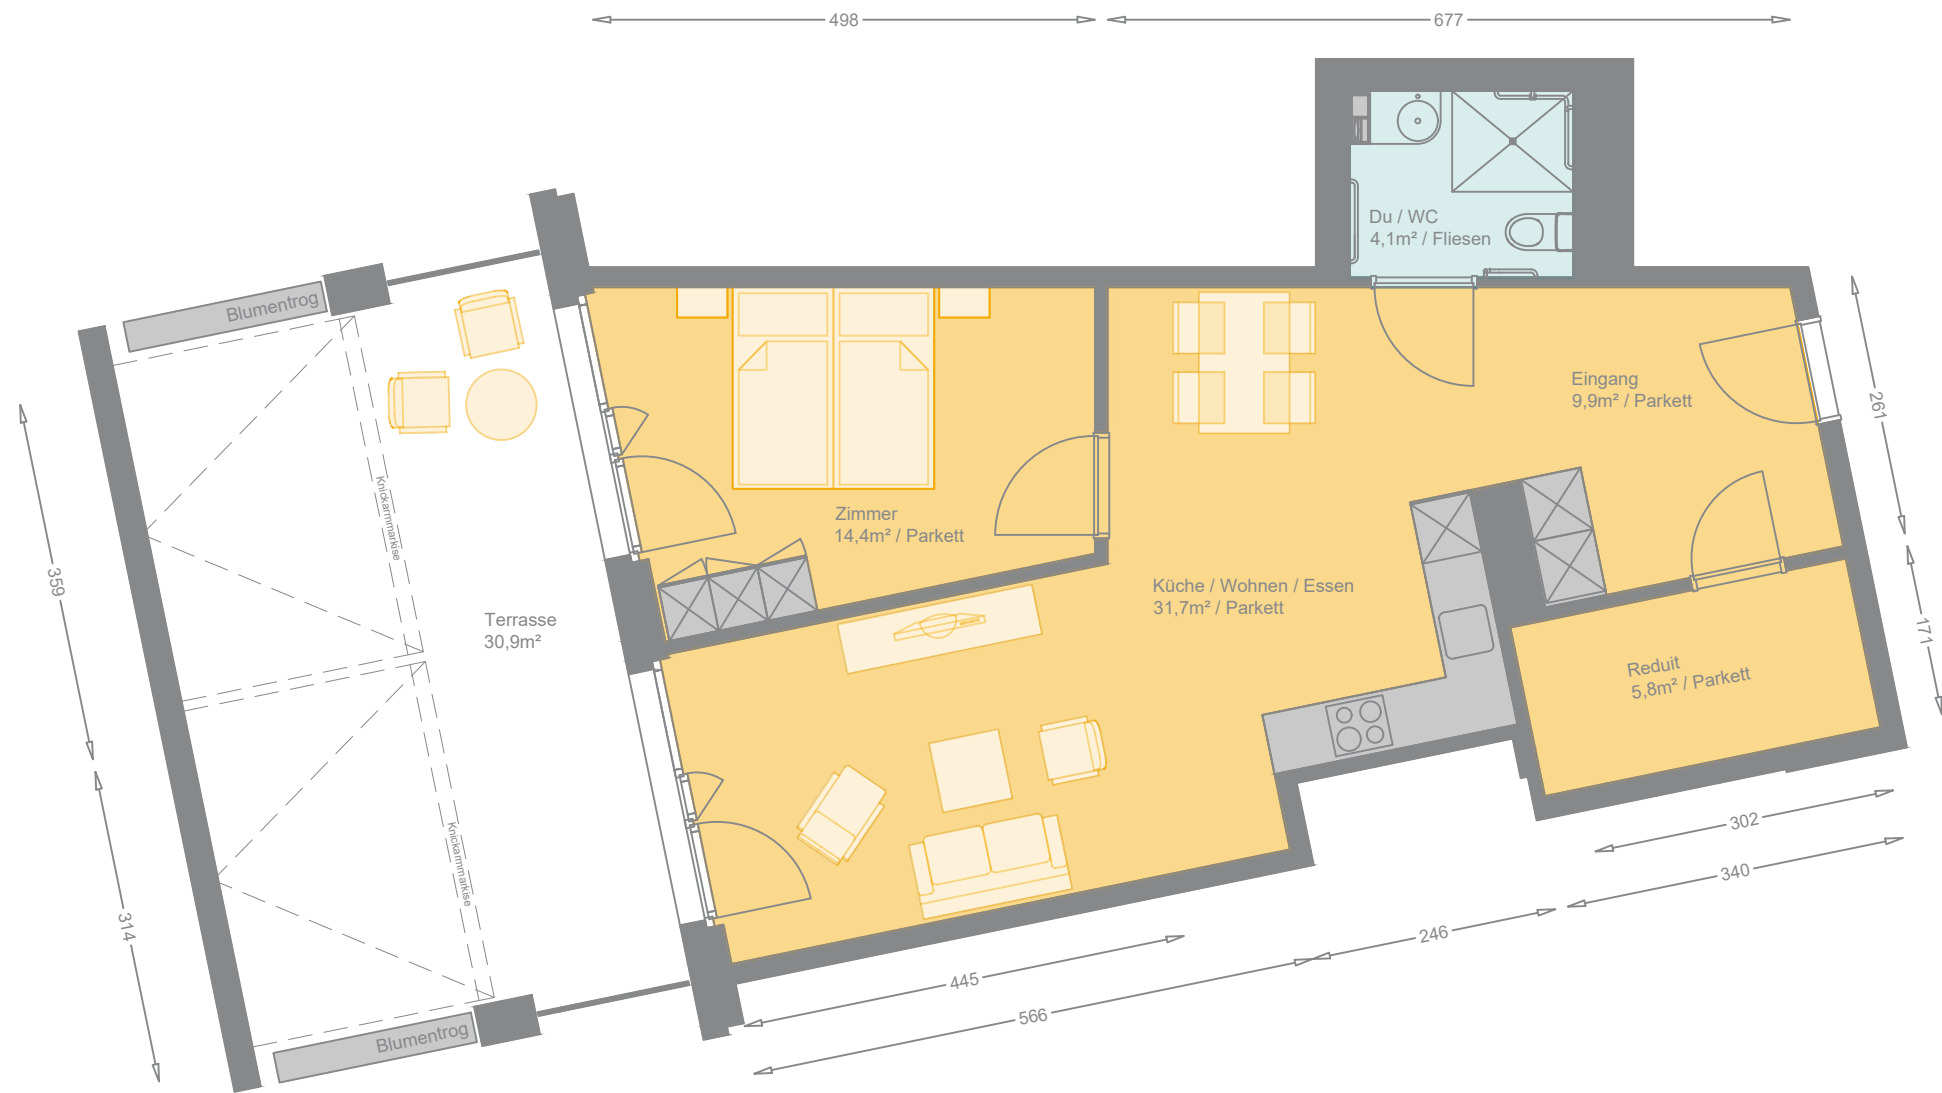 498
677
Du / WC
4,1m² / Fliesen
Blumentrog
Eingang
9,9m² / Parkett
261
Knickarmmarkise
Zimmer
14,4m² / Parkett
359
Küche / Wohnen / Essen
31,7m² / Parkett
Terrasse
30,9m²
171
Reduit
5,8m² / Parkett
302
Knickarmmarkise
340
314
246
445
566
Blumentrog